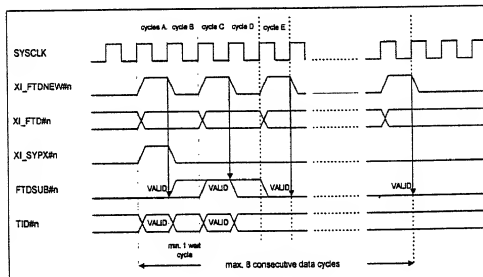 cycles A cycle B cycle C cycle D cycle E
SYSCLK
XI_FTDNEW#n
XI_FTD#n
XI_SYPX#n
FTDSUB#n VALID VALID VALID VALID
TID#n VALID VALID
min. 1 wait
cycle
max. 8 consecutive data cycles